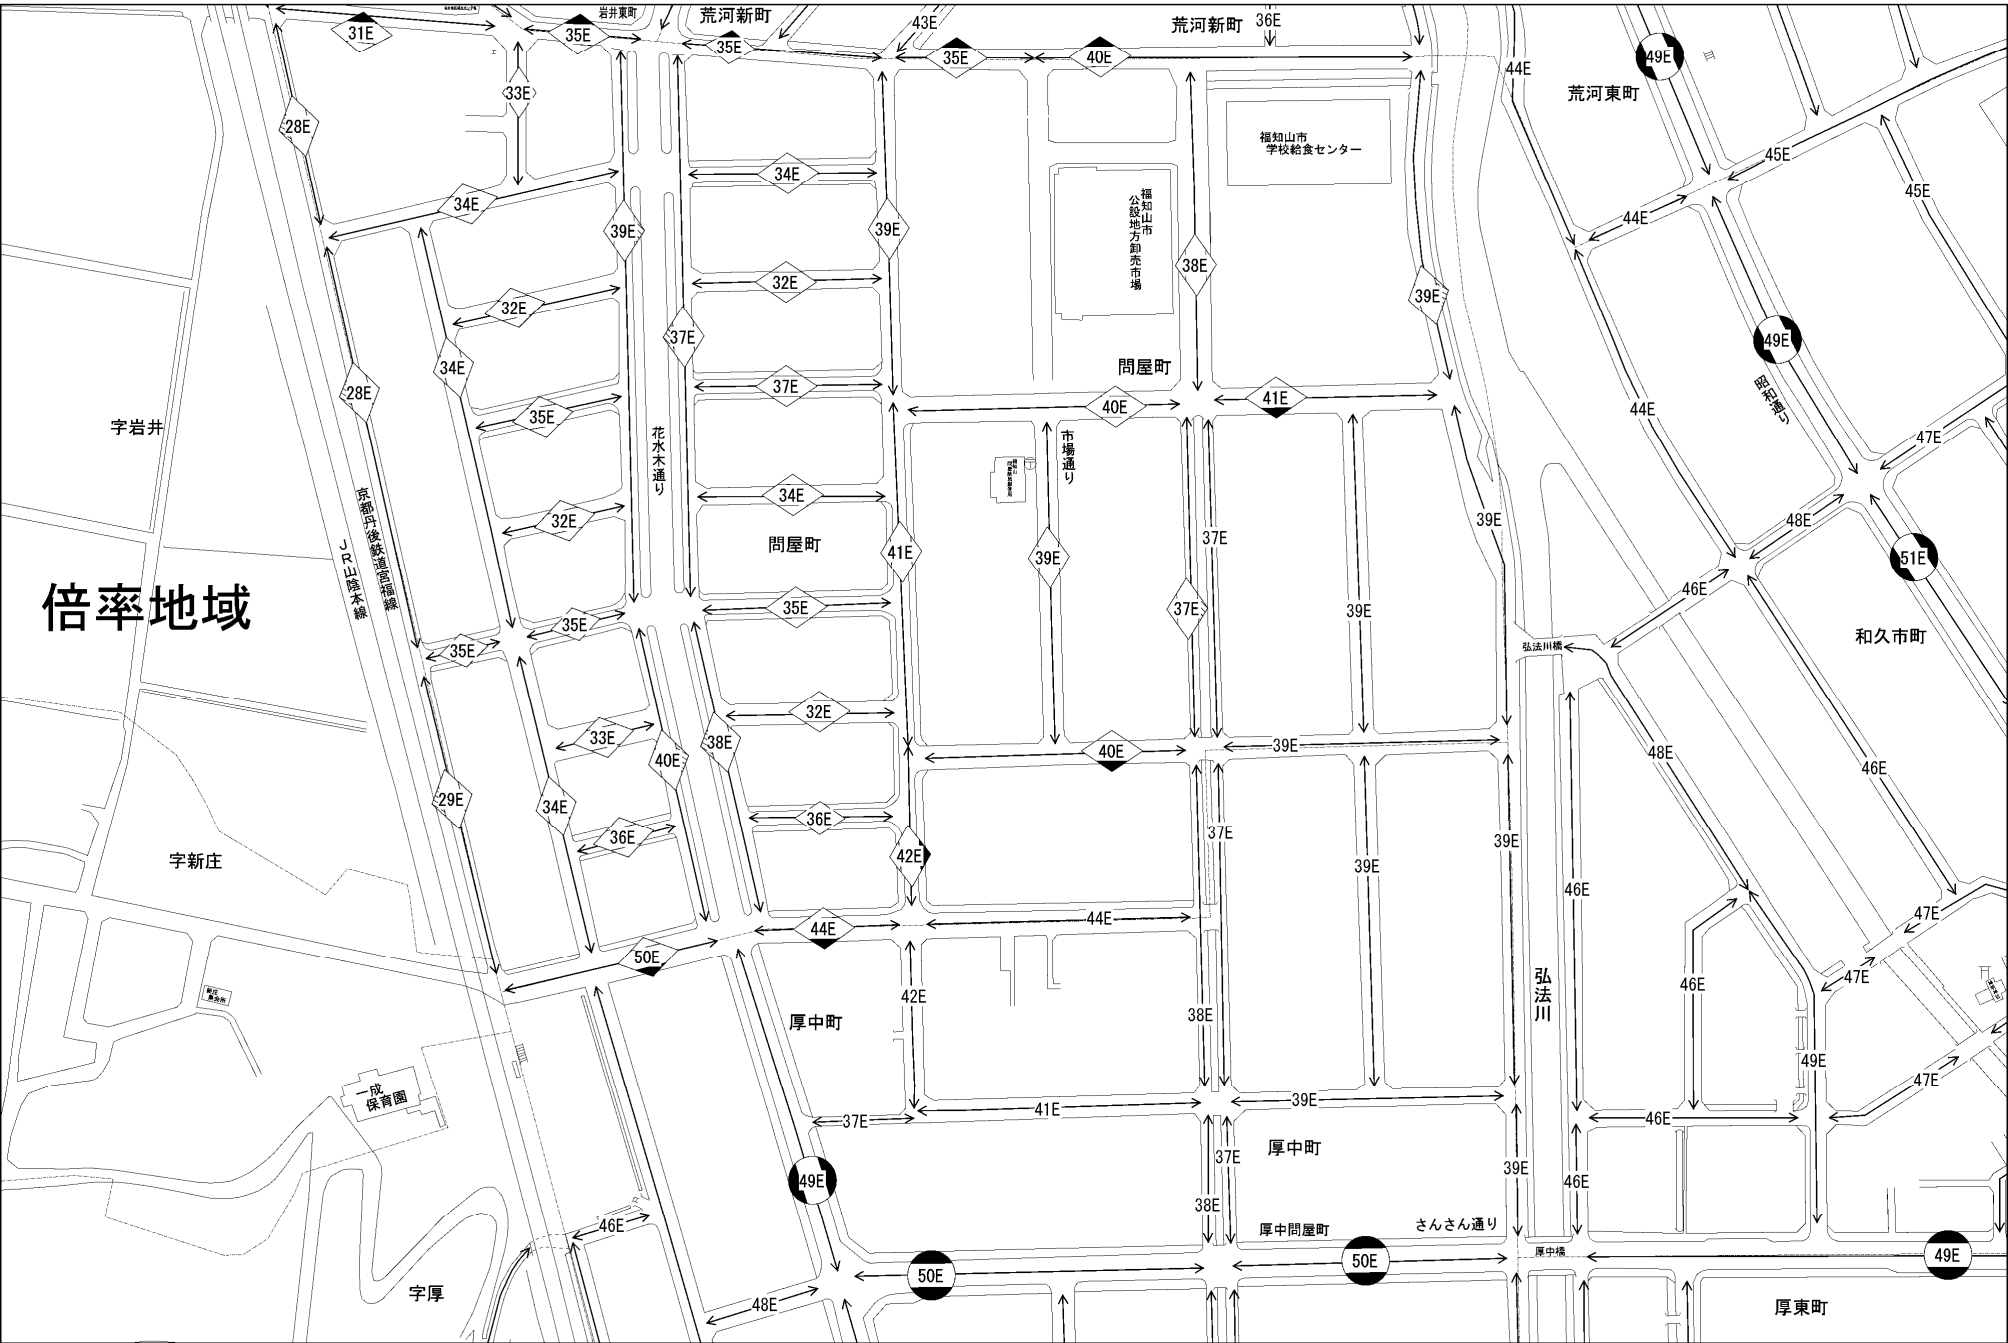 31E
35E
岩井東町
荒河新町
35E
43E
荒河新町
36E
35E
40E
44E
49E
荒河東町
33E
28E
福知山市
学校給食センター
45E
34E
34E
45E
44E
39E
39E
福知山市
公設地方卸売市場
38E
32E
32E
39E
37E
49E
34E
28E
37E
問屋町
昭和通り
40E
41E
44E
35E
字岩井
花水木通り
市場通り
47E
34E
32E
48E
京都丹後鉄道宮福線
JR山陰本線
39E
37E
問屋町
41E
39E
51E
46E
倍率地域
35E
37E
39E
35E
35E
弘法川橋
和久市町
32E
33E
38E
40E
40E
39E
48E
46E
29E
34E
36E
36E
37E
39E
39E
42E
字新庄
46E
44E
44E
47E
50E
47E
弘法川
46E
42E
38E
厚中町
49E
47E
一成
保育園
37E
41E
39E
46E
厚中町
37E
39E
46E
49E
38E
46E
厚中問屋町
さんさん通り
厚中橋
50E
50E
49E
字厚
48E
厚東町